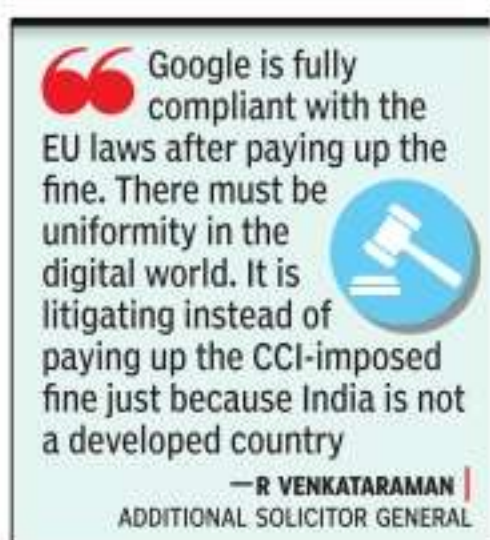 Google is fully
compliant with the
EU laws after paying up the
fine. There must be
uniformity in the
digital world. It is
litigating instead of
paying up the CCI-imposed
fine just because India is not
a developed country
—R VENKATARAMAN
ADDITIONAL SOLICITOR GENERAL